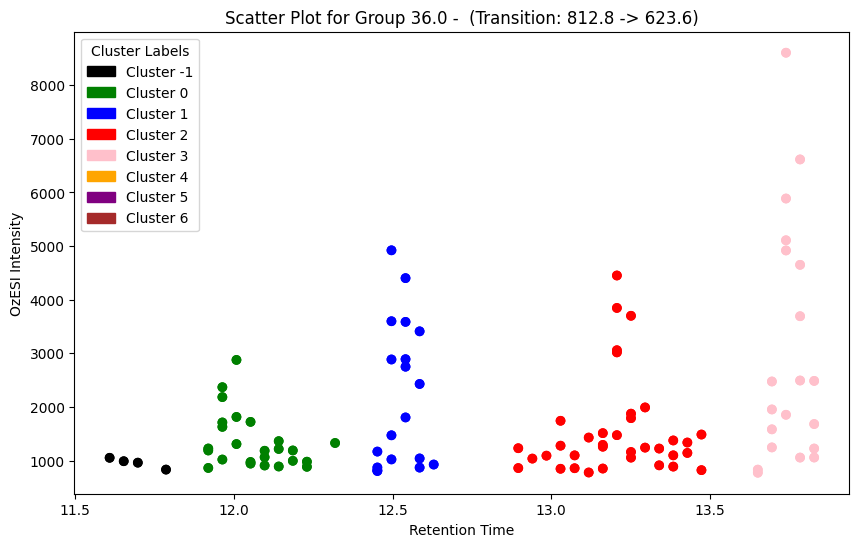 Scatter Plot for Group 36.0 -  (Transition: 812.8 -> 623.6)
Cluster Labels
Cluster -1
Cluster 0
Cluster 1
Cluster 2
Cluster 3
Cluster 4
Cluster 5
Cluster 6
8000
7000
6000
5000
4000
3000
2000
1000
OzESI Intensity
11.5
12.0
12.5
13.0
13.5
Retention Time